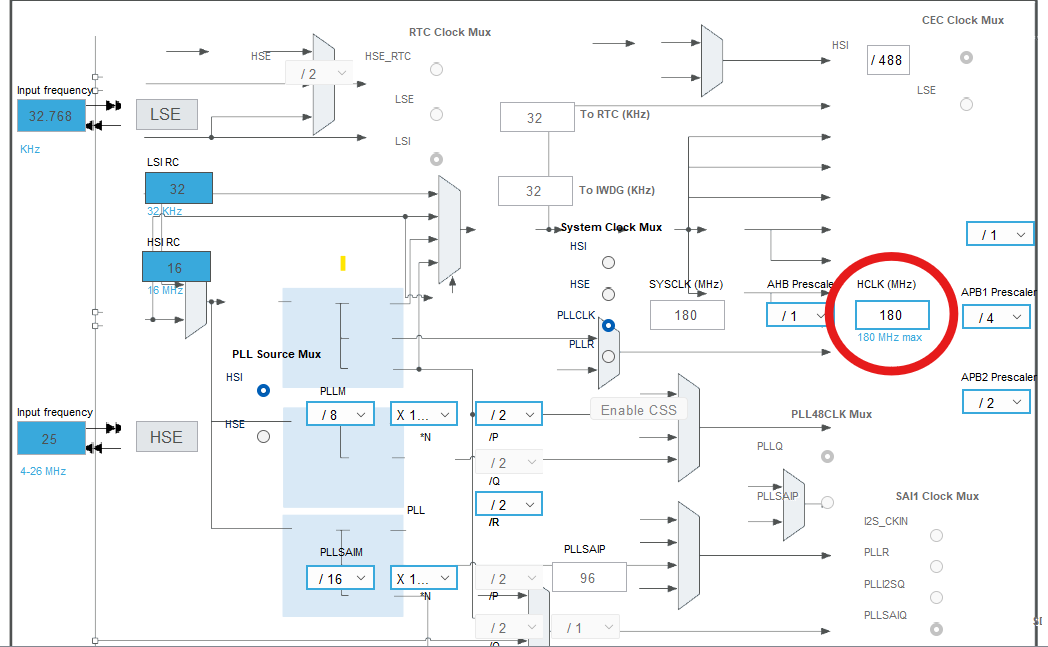 RTC Clock Mux
CEC Clock Mux
HSE
/ 2
HSE_RTC
HSI
/ 488
LSE
LSE
Input frequency
32.768
LSE
To RTC (KHz)
32
KHz
LSI
LSI RC
32
32 KHz
32
To IWDG (KHz)
System Clock Mux
HSI
/ 1
HSI RC
16
16 MHz
HSE
SYSCLK (MHz)
AHB Prescaler
HCLK (MHz)
APB1 Prescaler
PLLCLK
180
/ 1
180
/ 4
180 MHz max
PLLR
PLL Source Mux
HSI
PLLM
APB2 Prescaler
/ 8
X 1...
/ 2
Enable CSS
/ 2
Input frequency
HSE
*N
/P
PLL48CLK Mux
25
HSE
PLLQ
4-26 MHz
/ 2
/Q
PLLSAIP
SAI1 Clock Mux
/ 2
PLL
/R
I2S_CKIN
PLLSAIM
PLLSAIP
PLLR
/ 16
X 1...
/ 2
96
PLLI2SQ
*N
/P
PLLSAIQ
/ 2
/ 1
/Q